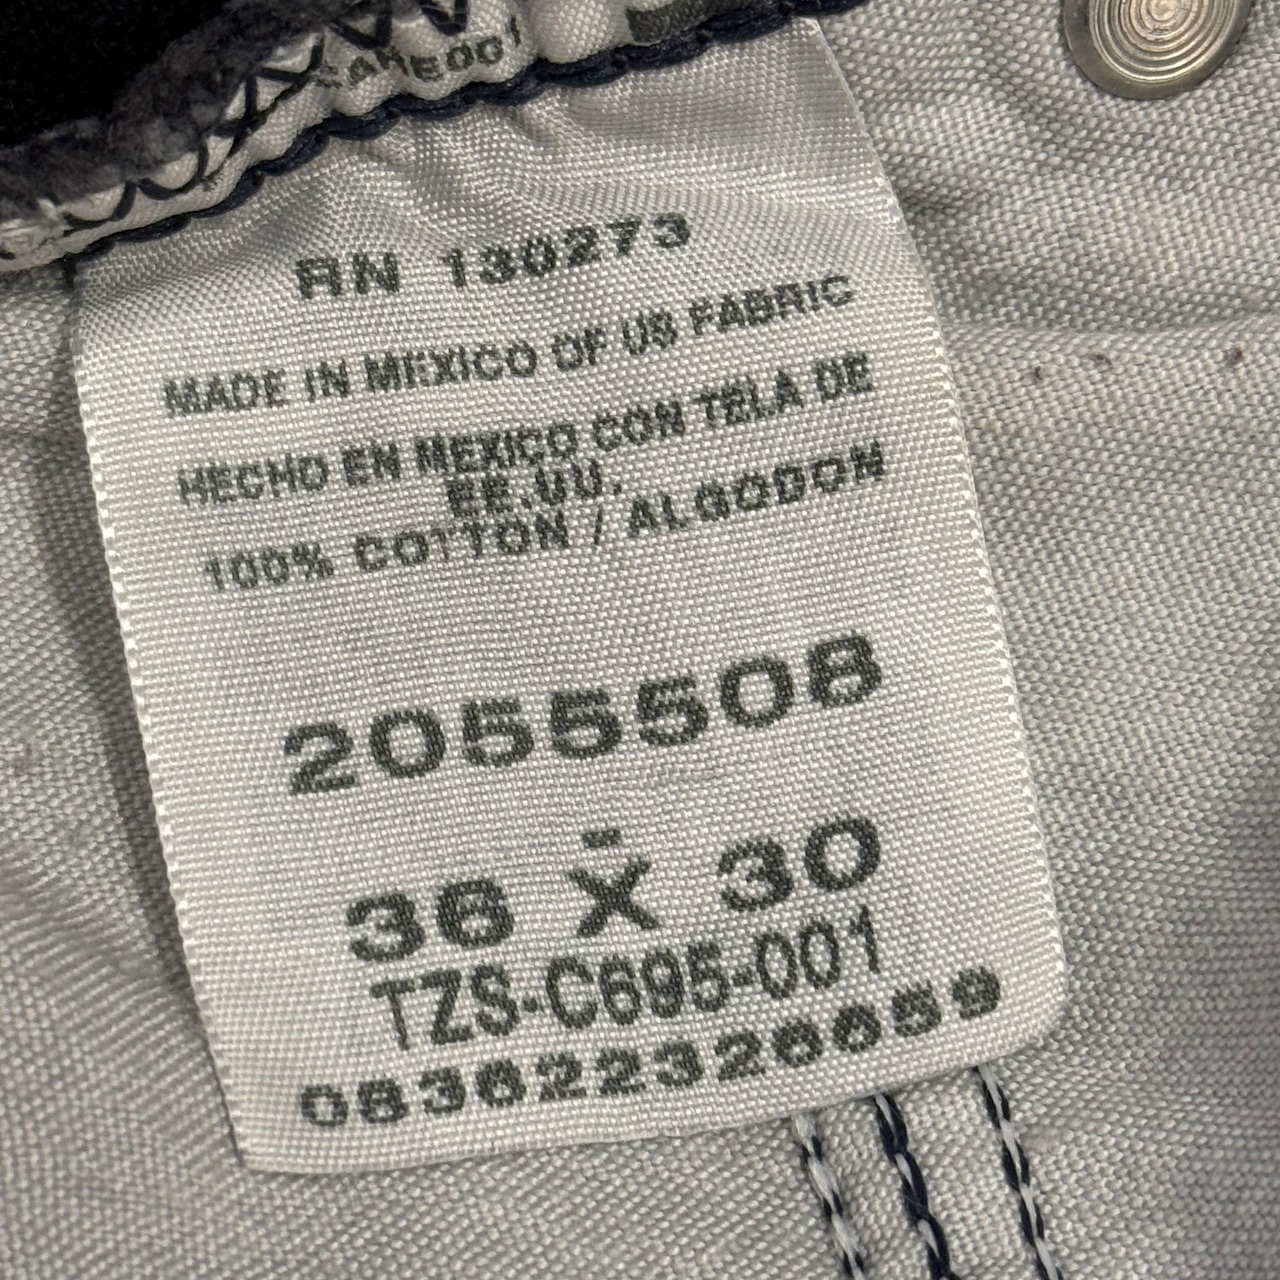 RN 130273
MADE IN MEXICO OF US FABRIC
HECHO EN MEXICO CON TELA DE
EE.UU.
100% COTTON / ALGODON
2055508
-
36 X 30
TZS-C695-001